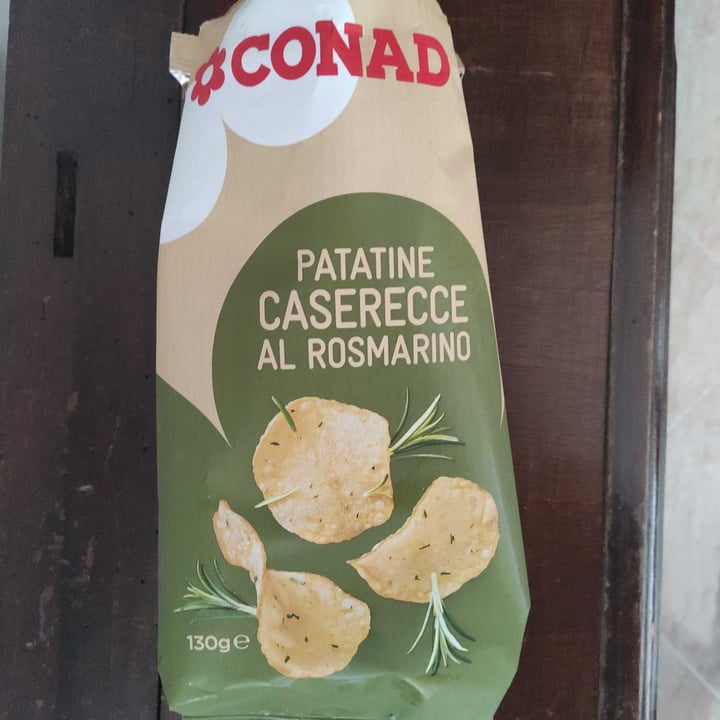 CONAD
PATATINE
CASERECCE
AL ROSMARINO
130g ℮